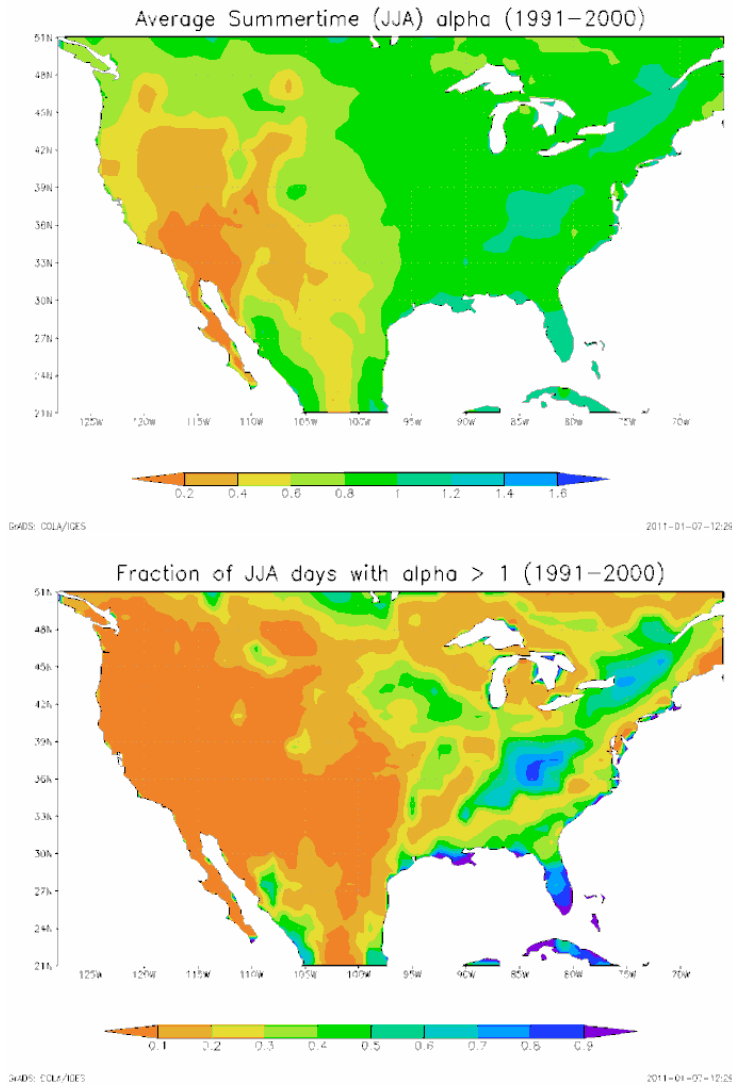 Average Summertime (JJA) alpha (1991−2000)
51N
48N
45N
42N
39N
36N
33N
30N
27N
24N
21N
125W 120W 115W 110W 105W 100W 95W 90W 85W 80W 75W 70W
0.2 0.4 0.6 0.8 1 1.2 1.4 1.6
GrADS: COLA/IGES 2011−01−07−12:29
Fraction of JJA days with alpha > 1 (1991−2000)
51N
48N
45N
42N
39N
36N
33N
30N
27N
24N
21N
125W 120W 115W 110W 105W 100W 95W 90W 85W 80W 75W 70W
0.1 0.2 0.3 0.4 0.5 0.6 0.7 0.8 0.9
GrADS: COLA/IGES 2011−01−07−12:29